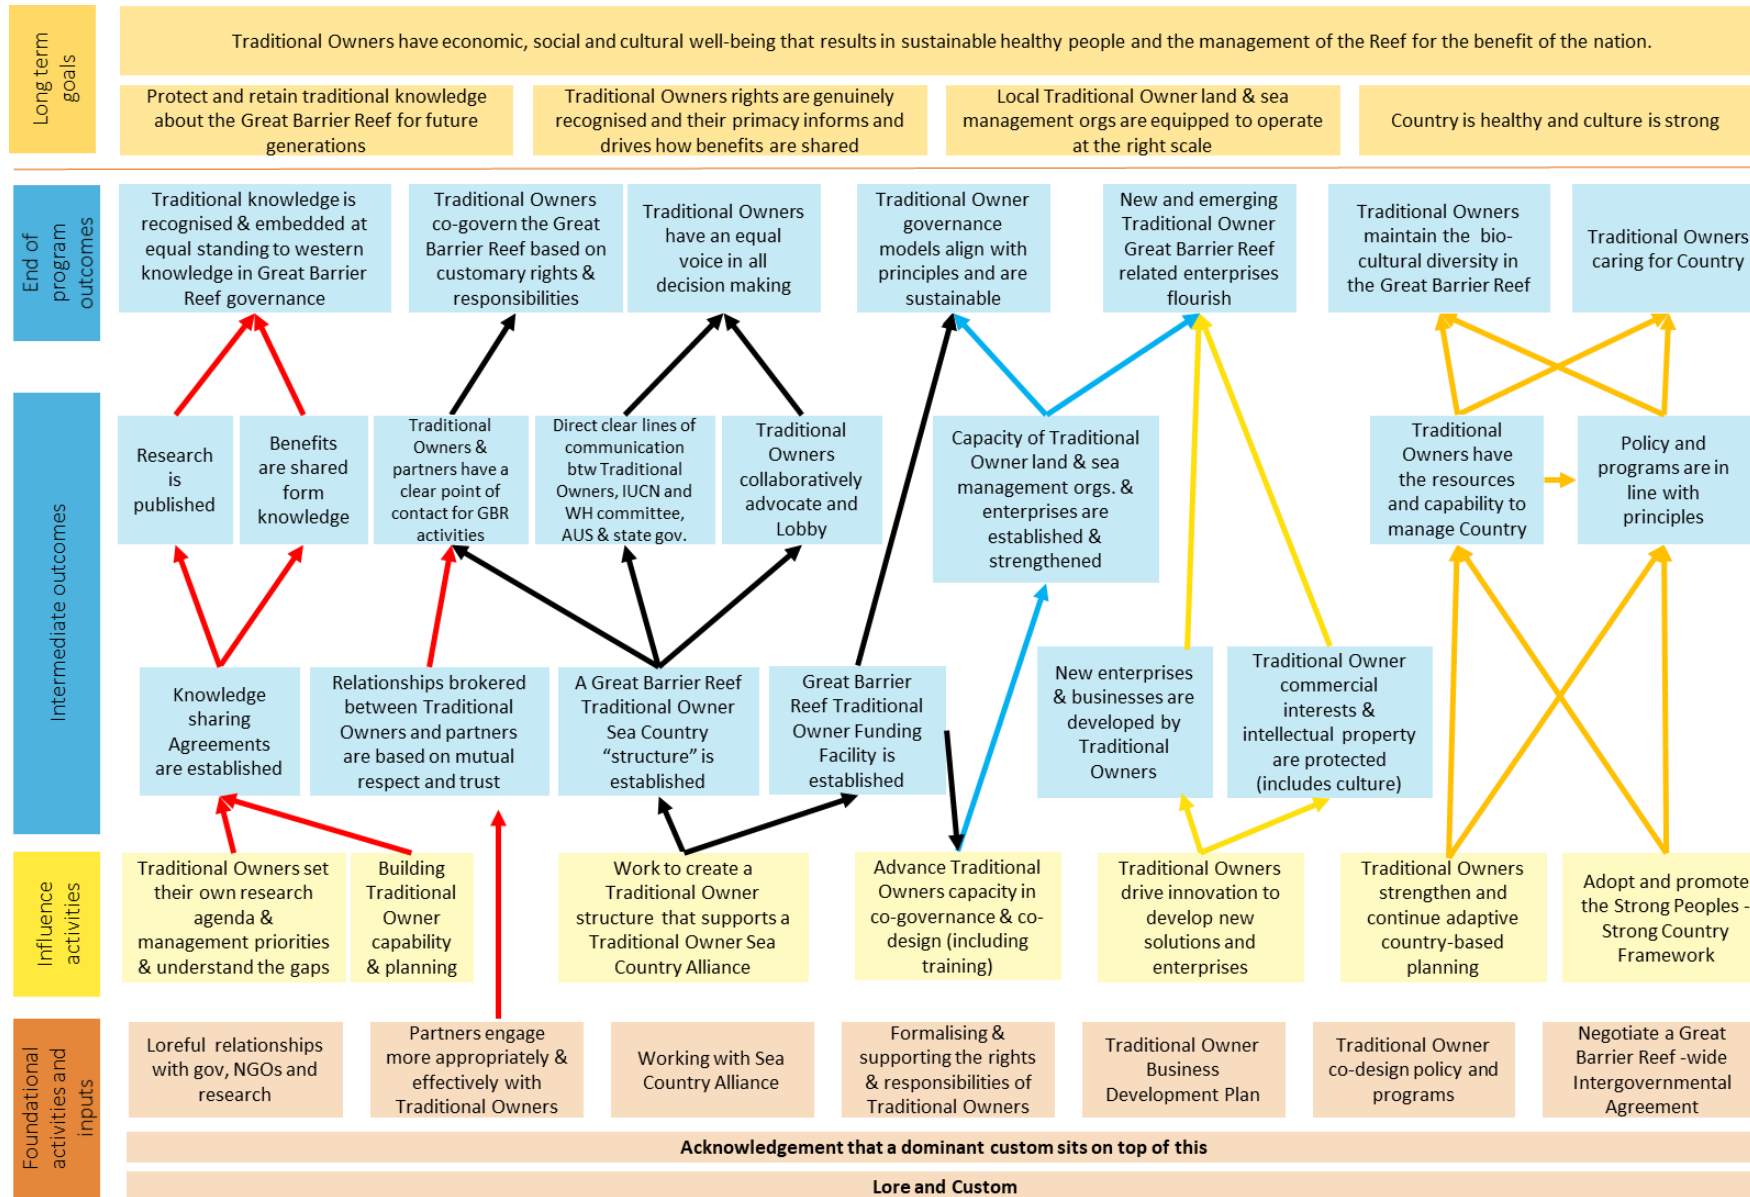 Long term
goals
Traditional Owners have economic, social and cultural well-being that results in sustainable healthy people and the management of the Reef for the benefit of the nation.
Protect and retain traditional knowledge
about the Great Barrier Reef for future
generations
Traditional Owners rights are genuinely
recognised and their primacy informs and
drives how benefits are shared
Local Traditional Owner land & sea
management orgs are equipped to operate
at the right scale
Country is healthy and culture is strong
End of
program
outcomes
Traditional knowledge is
recognised & embedded at
equal standing to western
knowledge in Great Barrier
Reef governance
Traditional Owners
co-govern the Great
Barrier Reef based on
customary rights &
responsibilities
Traditional Owners
have an equal
voice in all
decision making
Traditional Owner
governance
models align with
principles and are
sustainable
New and emerging
Traditional Owner
Great Barrier Reef
related enterprises
flourish
Traditional Owners
maintain the bio-
cultural diversity in
the Great Barrier Reef
Traditional Owners
caring for Country
Intermediate outcomes
Research
is
published
Benefits
are shared
form
knowledge
Traditional
Owners &
partners have a
clear point of
contact for GBR
activities
Direct clear lines of
communication
btw Traditional
Owners, IUCN and
WH committee,
AUS & state gov.
Traditional
Owners
collaboratively
advocate and
Lobby
Capacity of Traditional
Owner land & sea
management orgs. &
enterprises are
established &
strengthened
Traditional
Owners have
the resources
and capability to
manage Country
Policy and
programs are in
line with
principles
Knowledge
sharing
Agreements
are established
Relationships brokered
between Traditional
Owners and partners
are based on mutual
respect and trust
A Great Barrier Reef
Traditional Owner
Sea Country
“structure” is
established
Great Barrier
Reef Traditional
Owner Funding
Facility is
established
New enterprises
& businesses are
developed by
Traditional
Owners
Traditional Owner
commercial
interests &
intellectual property
are protected
(includes culture)
Influence
activities
Traditional Owners set
their own research
agenda &
management priorities
& understand the gaps
Building
Traditional
Owner
capability
& planning
Work to create a
Traditional Owner
structure that supports a
Traditional Owner Sea
Country Alliance
Advance Traditional
Owners capacity in
co-governance & co-
design (including
training)
Traditional Owners
drive innovation to
develop new
solutions and
enterprises
Traditional Owners
strengthen and
continue adaptive
country-based
planning
Adopt and promote
the Strong Peoples -
Strong Country
Framework
Foundational
activities and
inputs
Loreful relationships
with gov, NGOs and
research
Partners engage
more appropriately &
effectively with
Traditional Owners
Working with Sea
Country Alliance
Formalising &
supporting the rights
& responsibilities of
Traditional Owners
Traditional Owner
Business
Development Plan
Traditional Owner
co-design policy and
programs
Negotiate a Great
Barrier Reef -wide
Intergovernmental
Agreement
Acknowledgement that a dominant custom sits on top of this
Lore and Custom